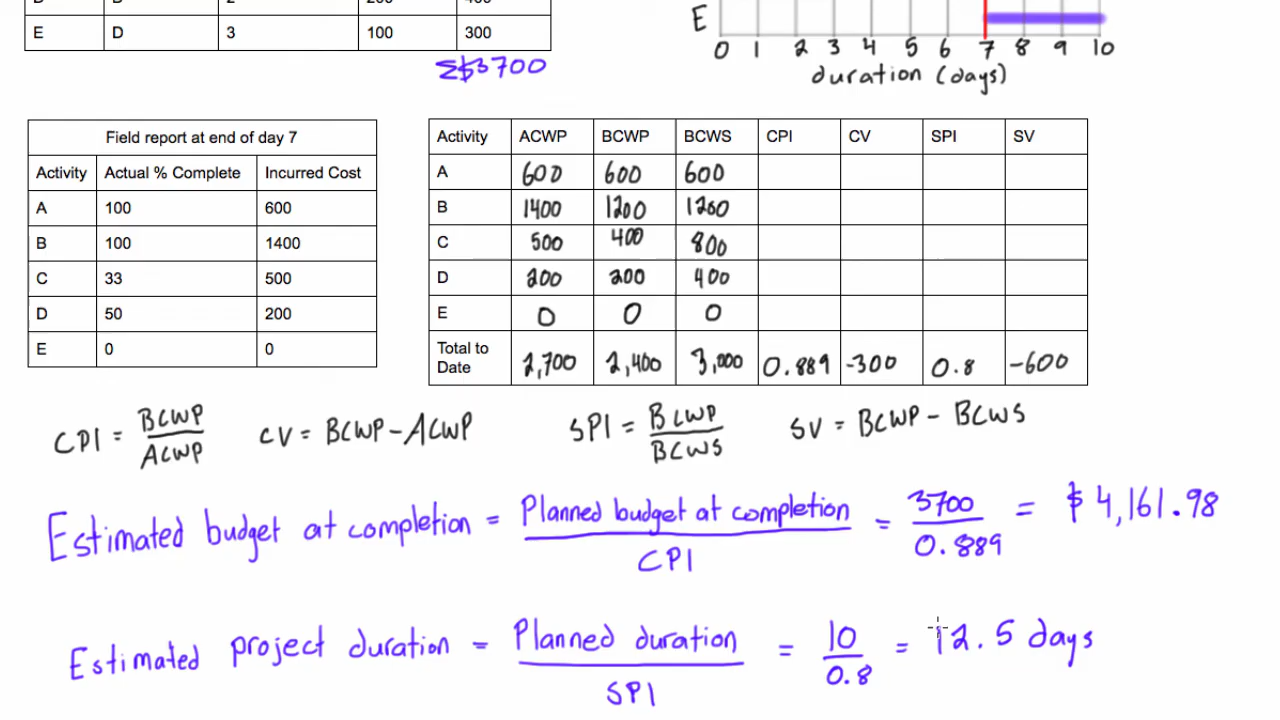 E D 3 100 300
Σ$3700
E
0 1 2 3 4 5 6 7 8 9 10
duration (days)
Field report at end of day 7
Activity Actual % Complete Incurred Cost
A 100 600
B 100 1400
C 33 500
D 50 200
E 0 0
Activity ACWP BCWP BCWS CPI CV SPI SV
A 600 600 600
B 1400 1200 1200
C 500 400 800
D 200 200 400
E 0 0 0
Total to Date 2,700 2,400 3,000 0.889 -300 0.8 -600
CPI = BCWP / ACWP CV = BCWP - ACWP SPI = BCWP / BCWS SV = BCWP - BCWS
Estimated budget at completion = Planned budget at completion / CPI = 3700 / 0.889 = $4,161.98
Estimated project duration = Planned duration / SPI = 10 / 0.8 = 12.5 days